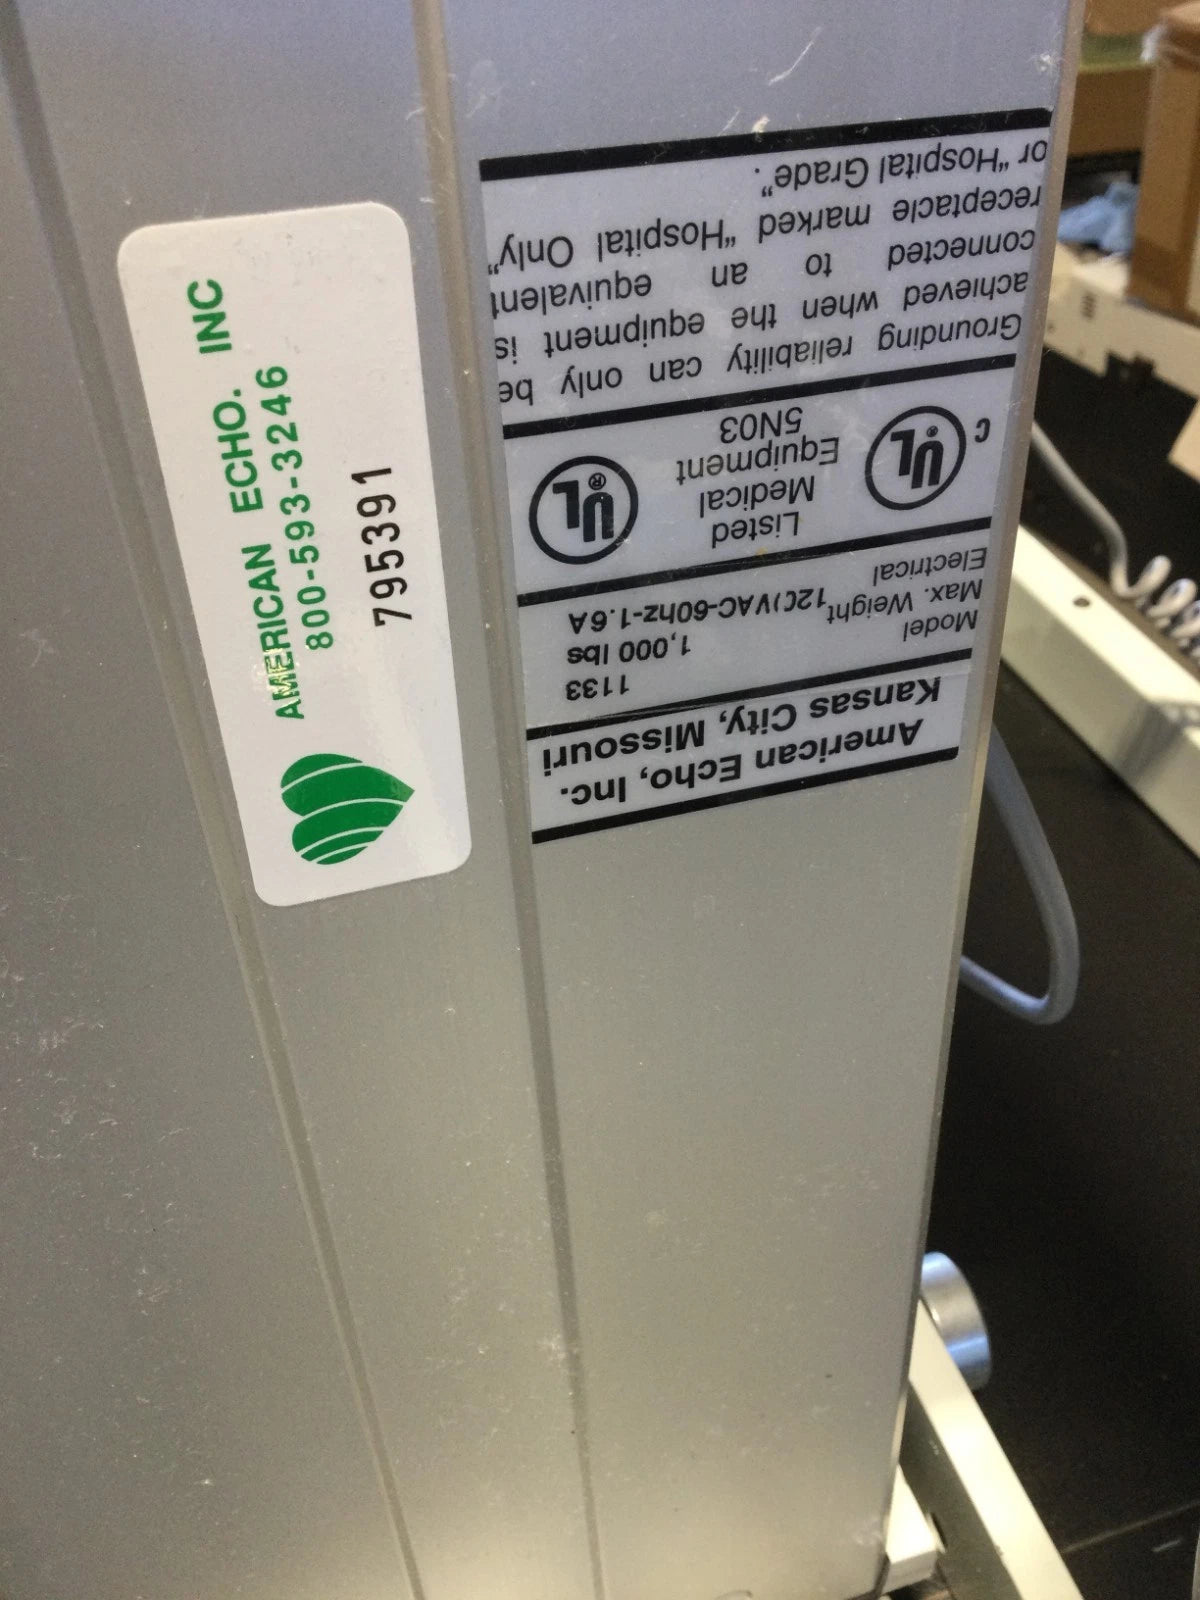 AMERICAN ECHO. INC
800-593-3246
795391
American Echo, Inc.
Kansas City, Missouri
Model 1133
Max. Weight 1,000 lbs
Electrical 120VAC-60hz-1.6A
Listed
Medical
Equipment
5N03
C UL®
UL®
Grounding reliability can only be
achieved when the equipment is
connected to an equivalent
receptacle marked "Hospital Only"
or "Hospital Grade".